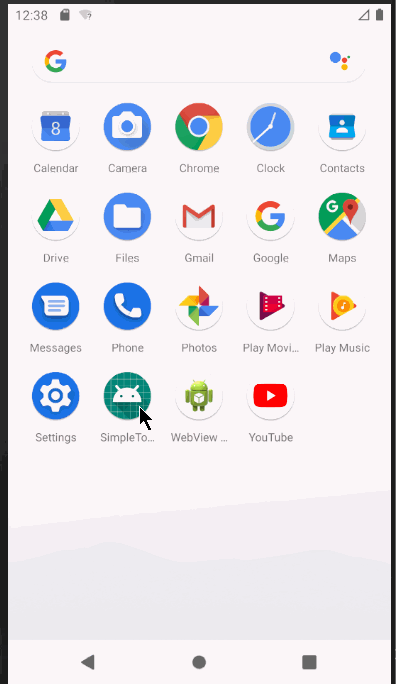 12:38
G
Calendar Camera Chrome Clock Contacts
Drive Files Gmail Google Maps
Messages Phone Photos Play Movi... Play Music
Settings SimpleTo... WebView ... YouTube